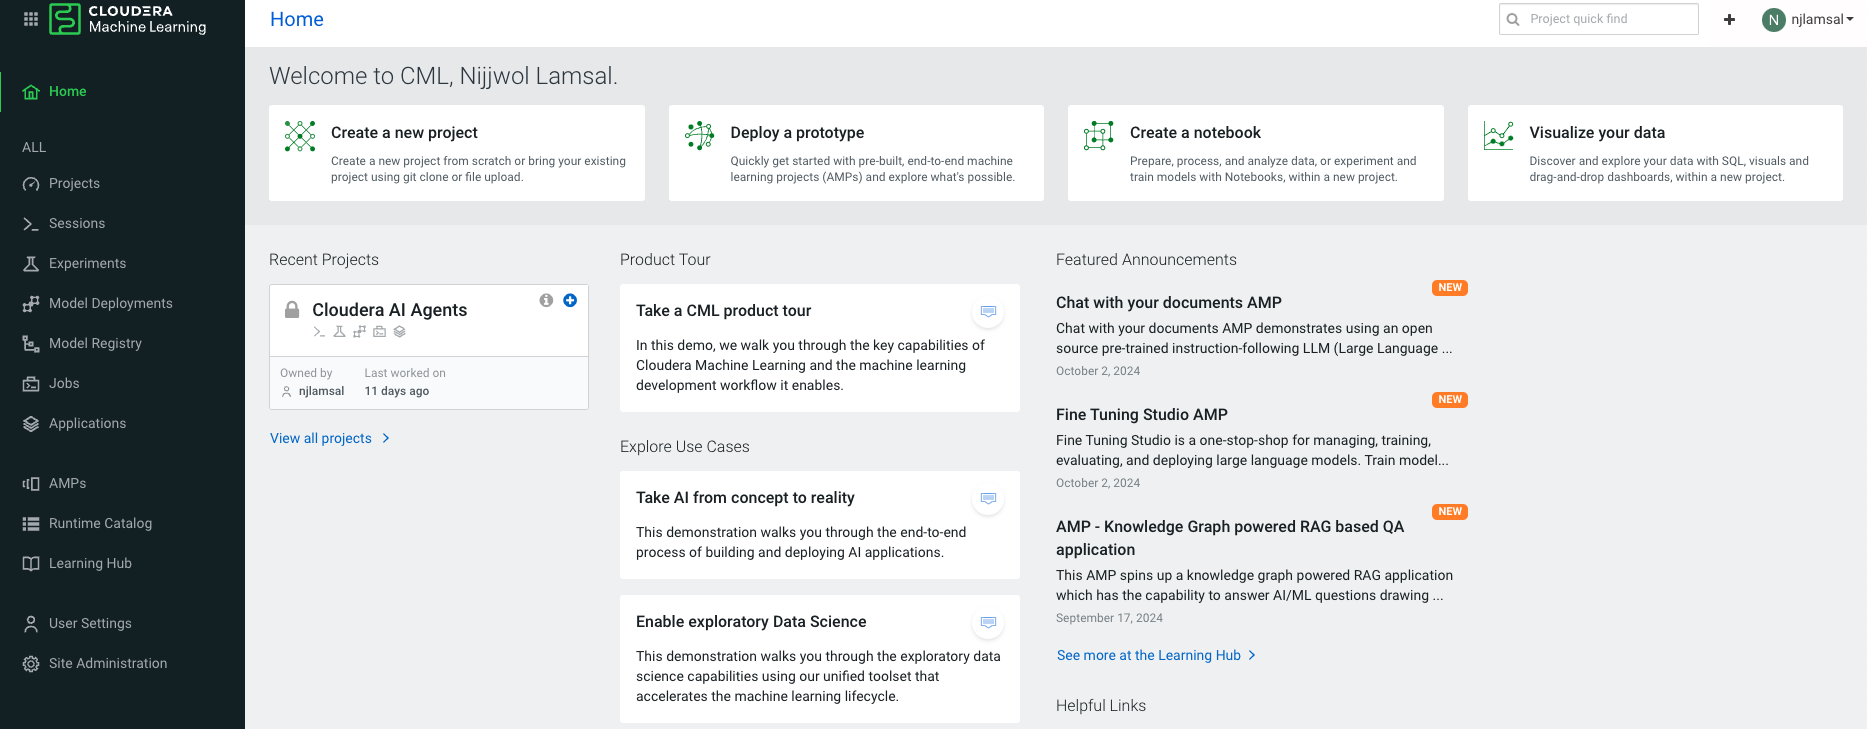 CLOUDERA
Machine Learning
Home
ALL
Projects
Sessions
Experiments
Model Deployments
Model Registry
Jobs
Applications
AMPs
Runtime Catalog
Learning Hub
User Settings
Site Administration
Home
Project quick find
N
njlamsal
Welcome to CML, Nijjwol Lamsal.
Create a new project
Create a new project from scratch or bring your existing
project using git clone or file upload.
Deploy a prototype
Quickly get started with pre-built, end-to-end machine
learning projects (AMPs) and explore what's possible.
Create a notebook
Prepare, process, and analyze data, or experiment and
train models with Notebooks, within a new project.
Visualize your data
Discover and explore your data with SQL, visuals and
drag-and-drop dashboards, within a new project.
Recent Projects
Cloudera AI Agents
Owned by
njlamsal
Last worked on
11 days ago
View all projects
Product Tour
Take a CML product tour
In this demo, we walk you through the key capabilities of
Cloudera Machine Learning and the machine learning
development workflow it enables.
Explore Use Cases
Take AI from concept to reality
This demonstration walks you through the end-to-end
process of building and deploying AI applications.
Enable exploratory Data Science
This demonstration walks you through the exploratory data
science capabilities using our unified toolset that
accelerates the machine learning lifecycle.
Featured Announcements
NEW
Chat with your documents AMP
Chat with your documents AMP demonstrates using an open
source pre-trained instruction-following LLM (Large Language ...
October 2, 2024
NEW
Fine Tuning Studio AMP
Fine Tuning Studio is a one-stop-shop for managing, training,
evaluating, and deploying large language models. Train model...
October 2, 2024
NEW
AMP - Knowledge Graph powered RAG based QA
application
This AMP spins up a knowledge graph powered RAG application
which has the capability to answer AI/ML questions drawing ...
September 17, 2024
See more at the Learning Hub
Helpful Links